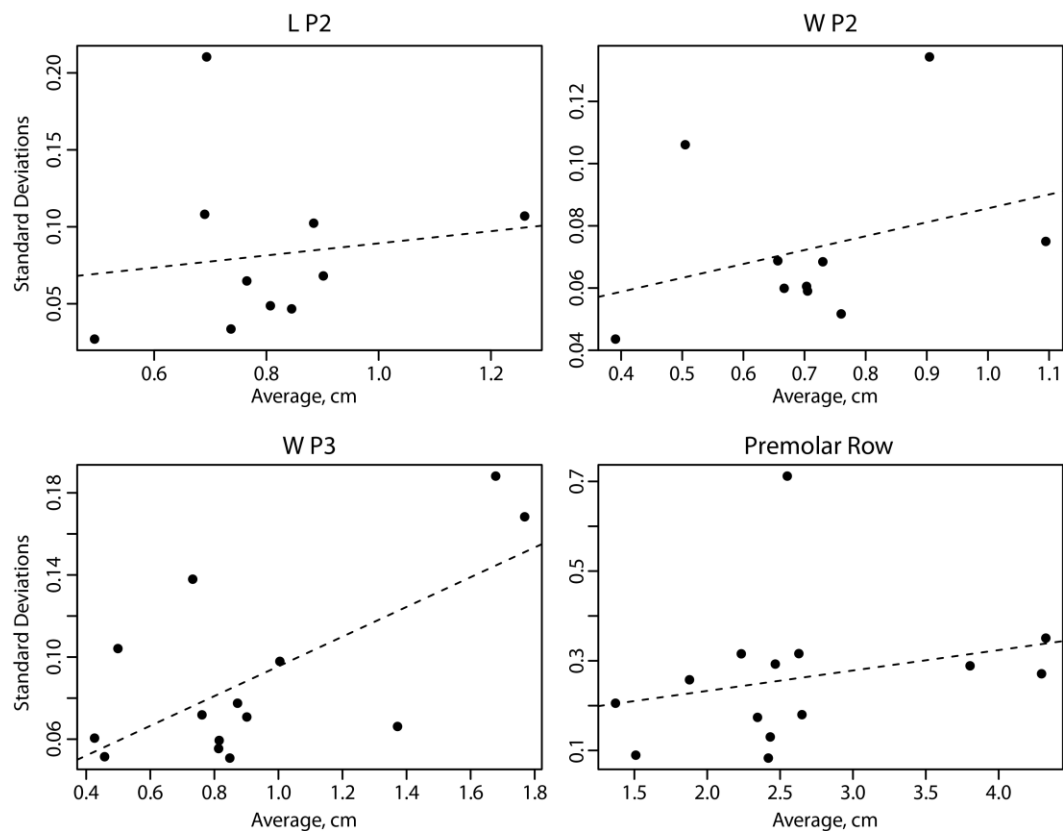 L P2
Standard Deviations
0.20
0.15
0.10
0.05
0.6 0.8 1.0 1.2
Average, cm
W P2
0.12
0.10
0.08
0.06
0.04
0.4 0.5 0.6 0.7 0.8 0.9 1.0 1.1
Average, cm
W P3
Standard Deviations
0.18
0.14
0.10
0.06
0.4 0.6 0.8 1.0 1.2 1.4 1.6 1.8
Average, cm
Premolar Row
0.7
0.5
0.3
0.1
1.5 2.0 2.5 3.0 3.5 4.0
Average, cm